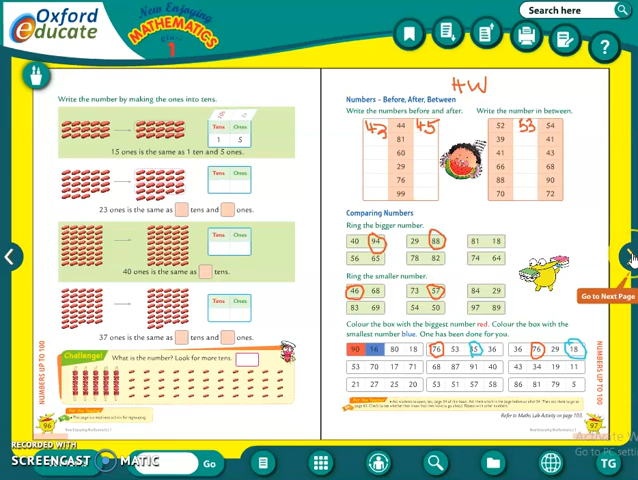 Oxford
educate
New Enjoying
MATHEMATICS
Class
1
Search here
?
Write the number by making the ones into tens.
Tens Ones
1 5
15 ones is the same as 1 ten and 5 ones.
Tens Ones
23 ones is the same as tens and ones.
Tens Ones
40 ones is the same as tens.
Tens Ones
37 ones is the same as tens and ones.
Challenge! What is the number? Look for more tens.
NUMBERS UP TO 100
96
HW
Numbers – Before, After, Between
Write the numbers before and after.
43 44 45
81
60
29
76
99
Write the number in between.
52 53 54
39 41
41 43
66 68
88 90
70 72
Comparing Numbers
Ring the bigger number.
40 94 29 88 81 18
56 65 78 82 74 64
Ring the smaller number.
46 68 73 57 84 29
83 69 54 50 97 89
Colour the box with the biggest number red. Colour the box with the
smallest number blue. One has been done for you.
90 16 80 18 76 53 35 36 36 76 29 18
53 70 17 71 68 87 91 40 43 34 19 11
21 27 25 20 53 51 57 58 86 81 79 5
Refer to Maths Lab Activity on page 103.
NUMBERS UP TO 100
97
Go to Next Page
RECORDED WITH
SCREENCAST MATIC
Go
TG
Activate W
Go to PC setti